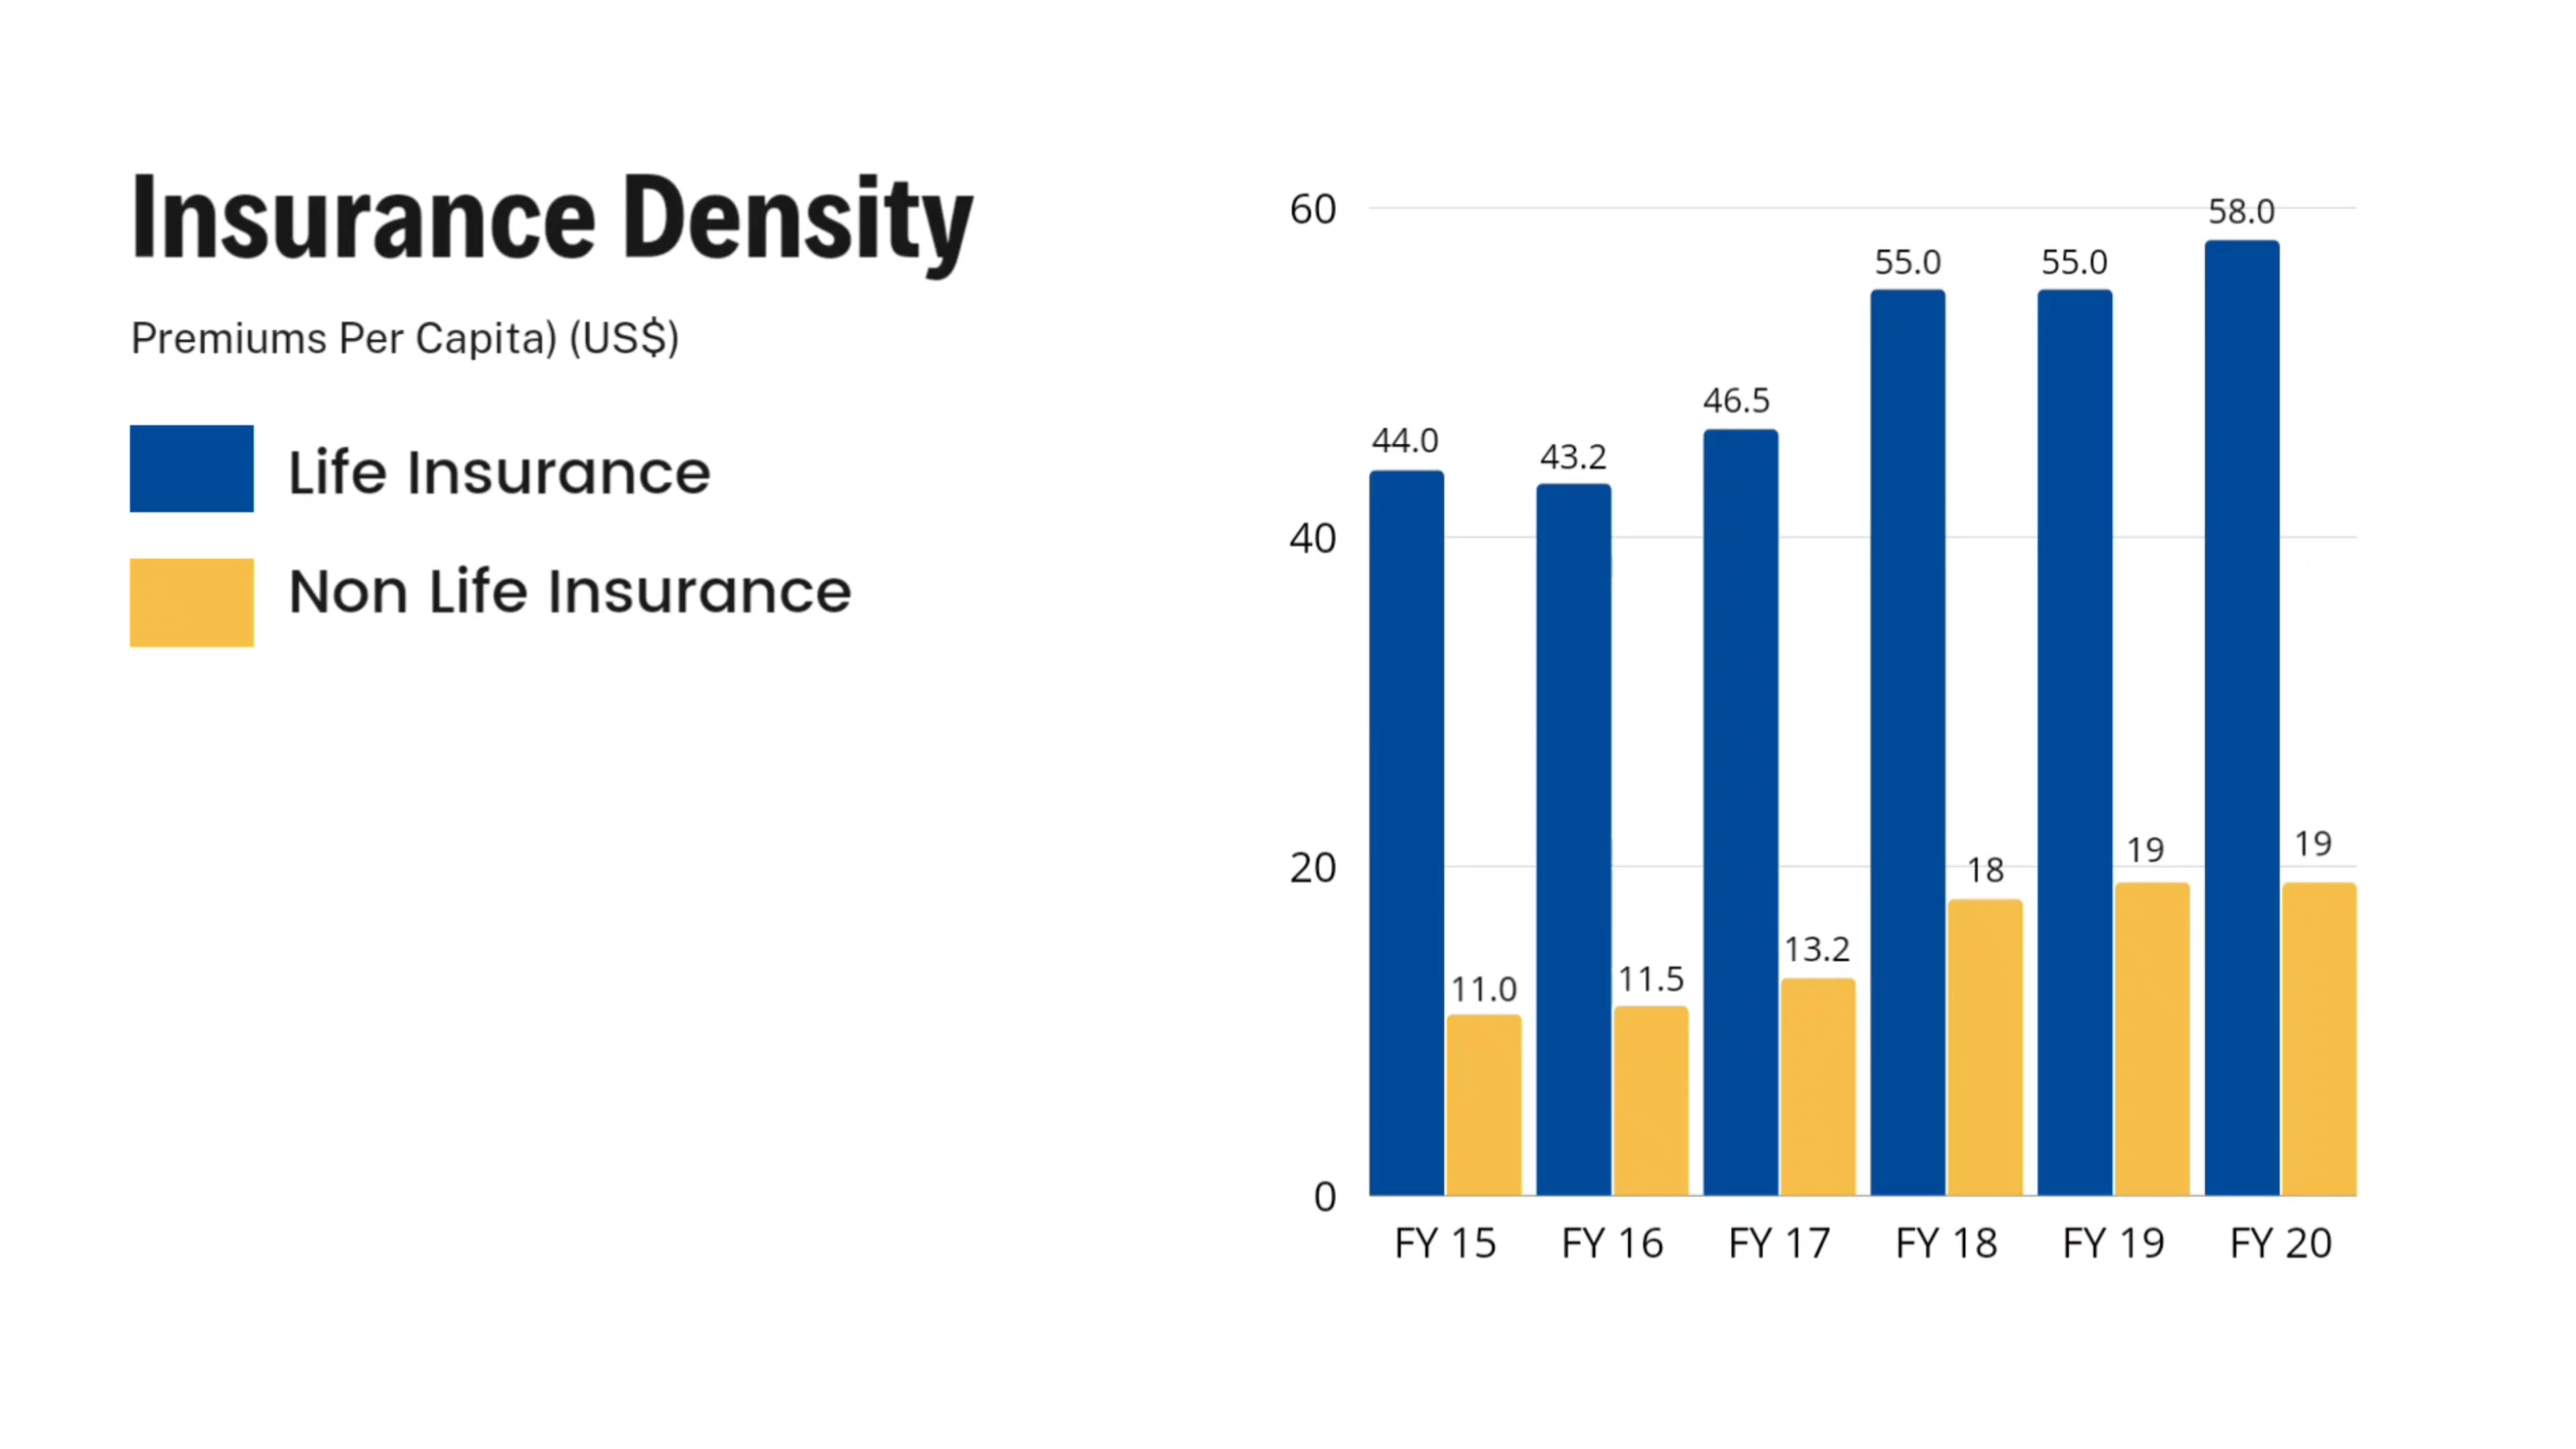 Insurance Density
Premiums Per Capita) (US$)
Life Insurance
Non Life Insurance
60
40
20
0
44.0
11.0
43.2
11.5
46.5
13.2
55.0
18
55.0
19
58.0
19
FY 15
FY 16
FY 17
FY 18
FY 19
FY 20